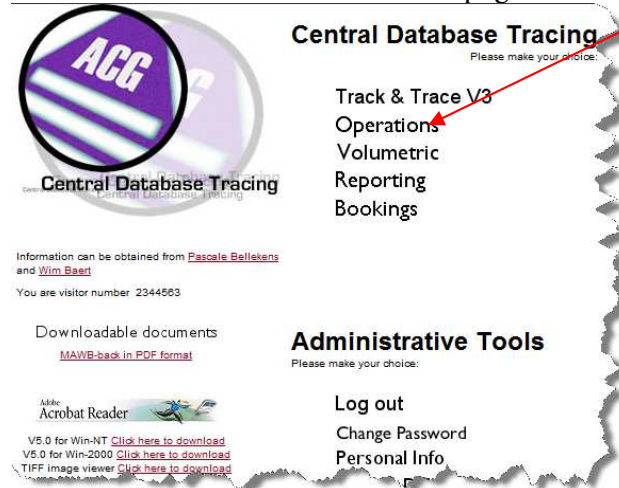 pag
ACG
Central Database Tracing
Central Database Tracing
Information can be obtained from Pascale Bellekens
and Wim Baert
You are visitor number 2344563
Downloadable documents
MAWB-back in PDF format
Adobe
Acrobat Reader
V5.0 for Win-NT Click here to download
V5.0 for Win-2000 Click here to download
TIFF image viewer Click here to download
Central Database Tracing
Please make your choice:
Track & Trace V3
Operations
Volumetric
Reporting
Bookings
Administrative Tools
Please make your choice:
Log out
Change Password
Personal Info